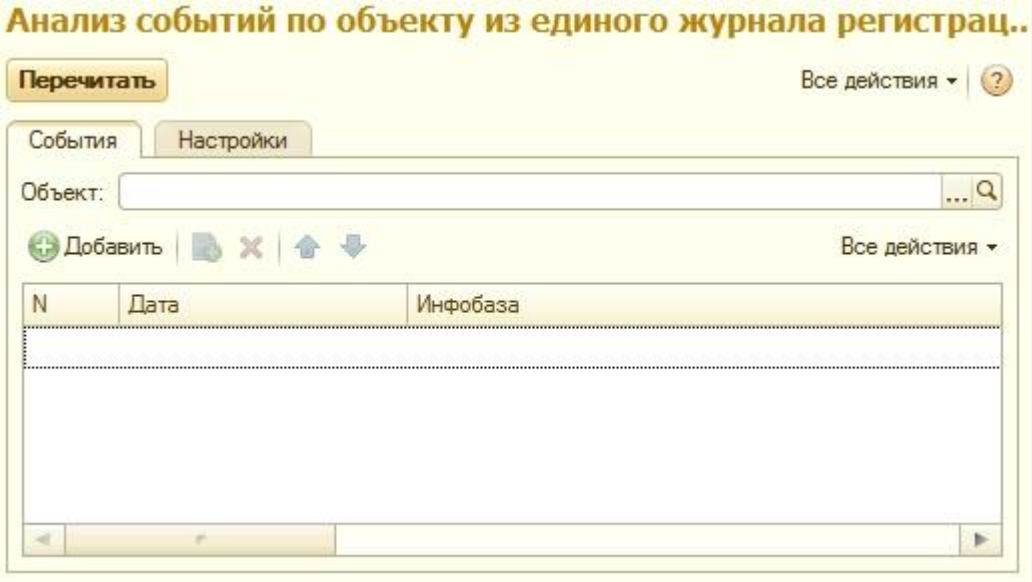 Анализ событий по объекту из единого журнала регистрац..
Перечитать
Все действия
?
События
Настройки
Объект:
...
Добавить
Все действия
N
Дата
Инфобаза